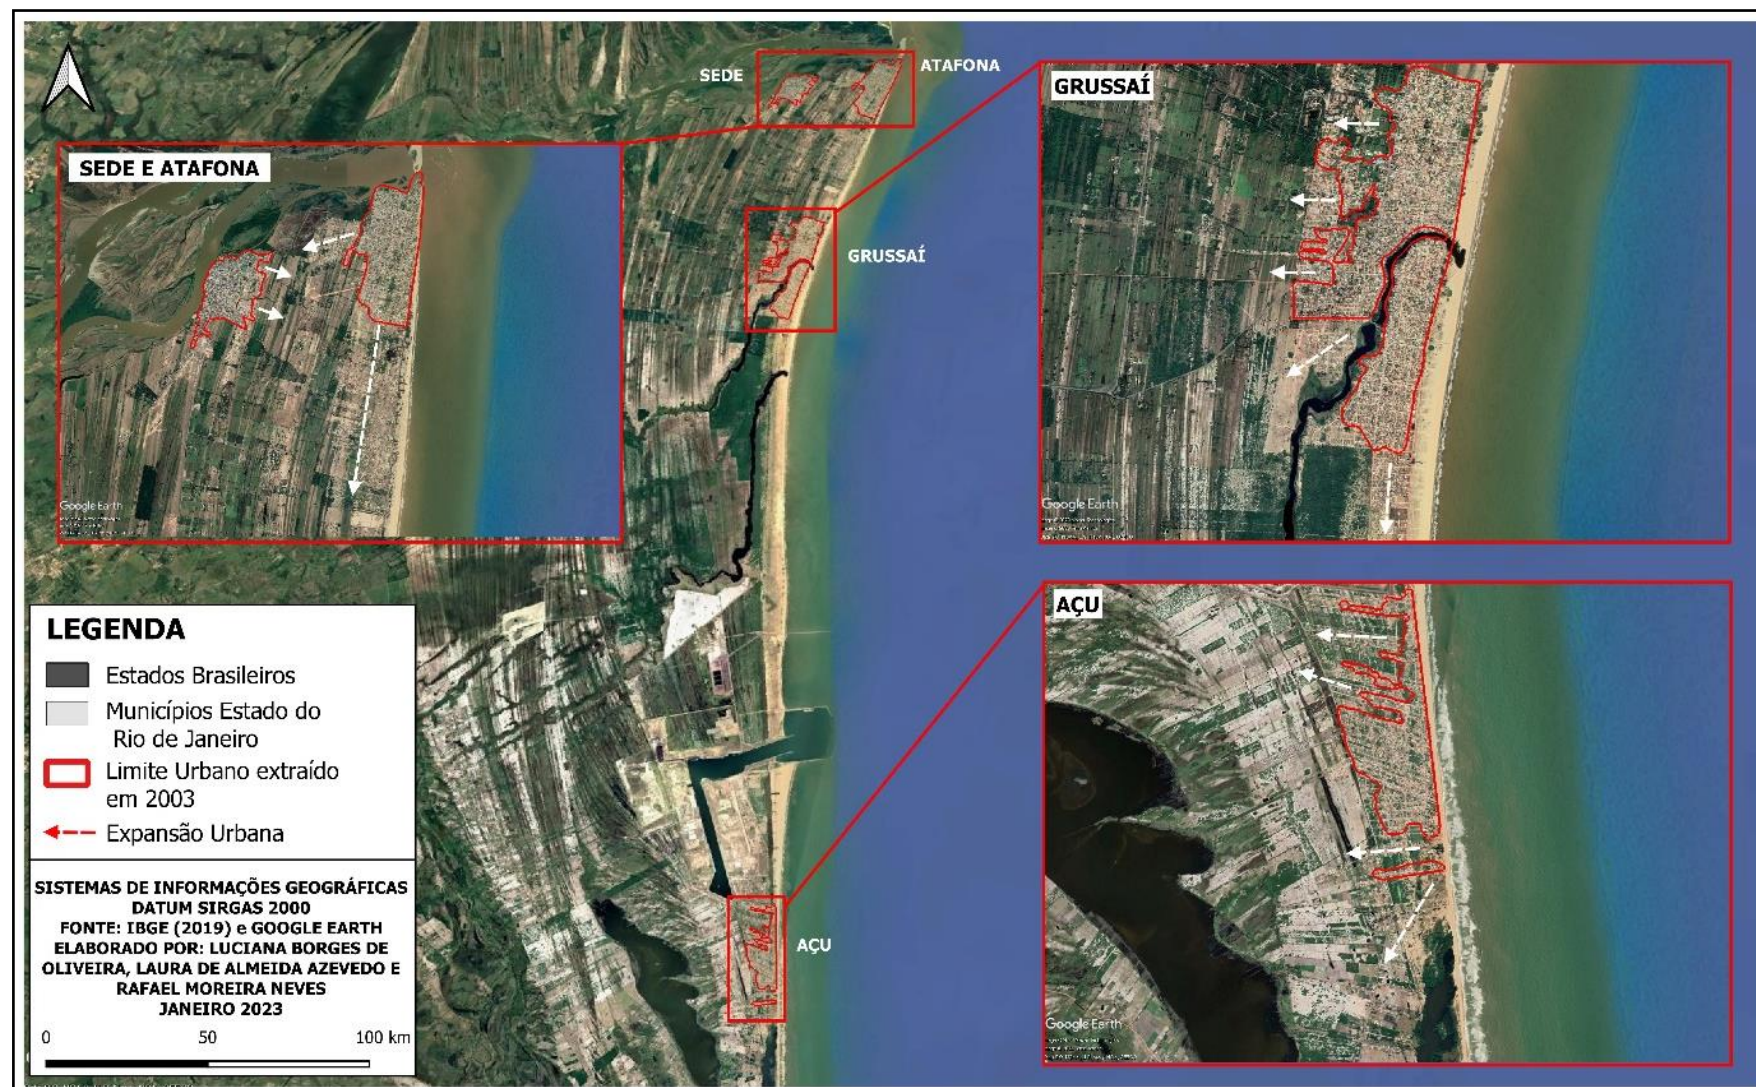 SEDE
ATAFONA
GRUSSAÍ
SEDE E ATAFONA
GRUSSAÍ
Google Earth
Google Earth
LEGENDA
Estados Brasileiros
Municípios Estado do
Rio de Janeiro
Limite Urbano extraído
em 2003
Expansão Urbana
SISTEMAS DE INFORMAÇÕES GEOGRÁFICAS
DATUM SIRGAS 2000
FONTE: IBGE (2019) e GOOGLE EARTH
ELABORADO POR: LUCIANA BORGES DE
OLIVEIRA, LAURA DE ALMEIDA AZEVEDO E
RAFAEL MOREIRA NEVES
JANEIRO 2023
0 50 100 km
AÇU
AÇU
Google Earth